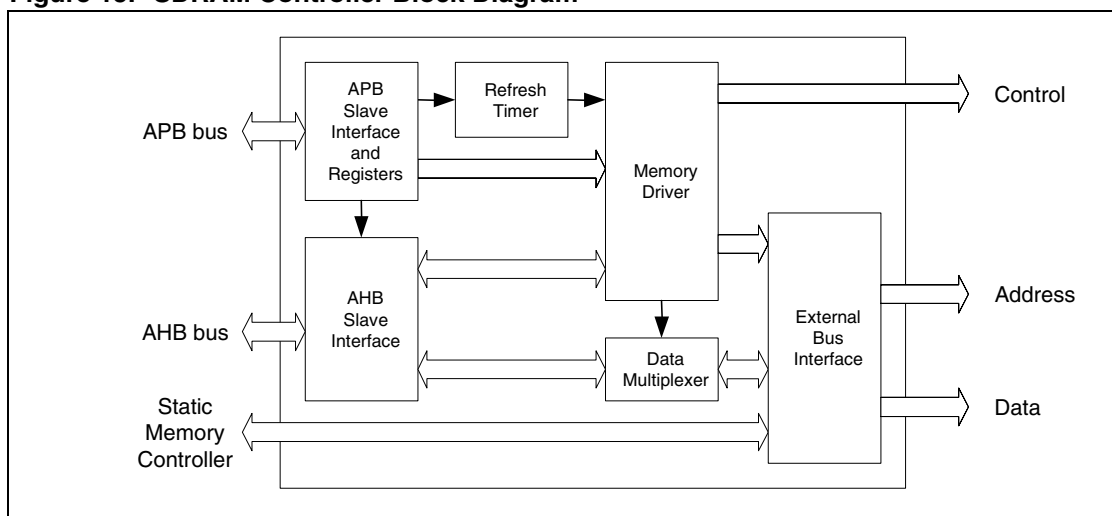 Figure SDRAM Controller Block Diagram
APB
Slave
Interface
and
Registers
Refresh
Timer
Memory
Driver
Control
APB bus
AHB
Slave
Interface
AHB bus
Data
Multiplexer
External
Bus
Interface
Address
Data
Static
Memory
Controller